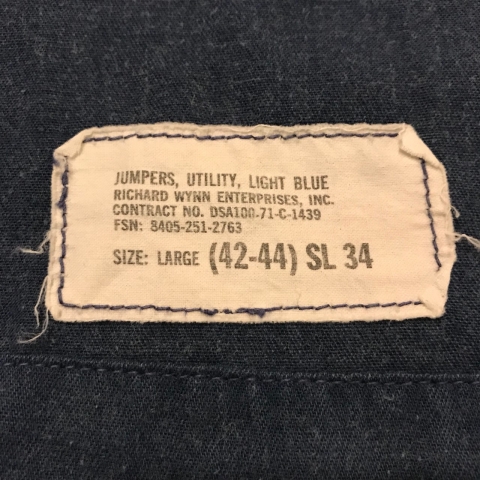 JUMPERS, UTILITY, LIGHT BLUE
RICHARD WYNN ENTERPRISES, INC.
CONTRACT NO. DSA100-71-C-1439
FSN: 8405-251-2763
SIZE: LARGE (42-44) SL 34